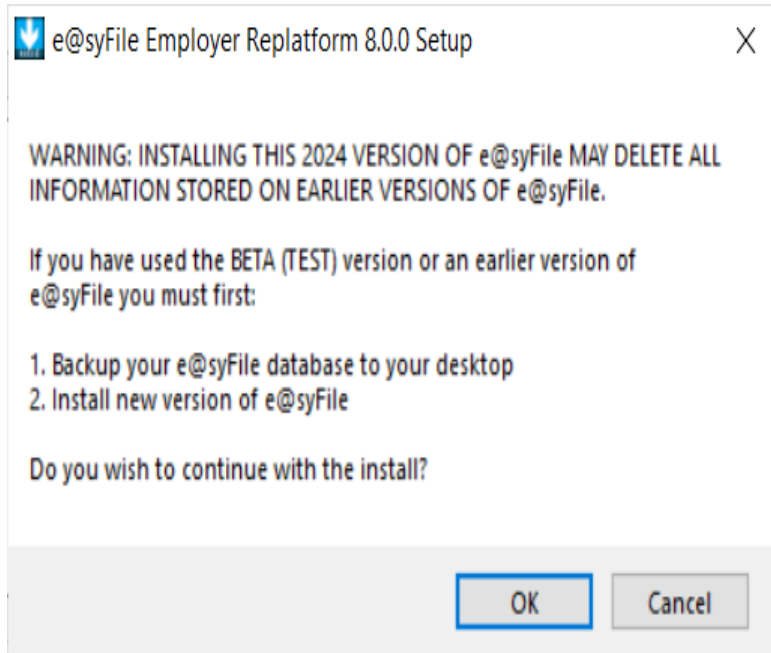 e@syFile Employer Replatform 8.0.0 Setup
WARNING: INSTALLING THIS 2024 VERSION OF e@syFile MAY DELETE ALL
INFORMATION STORED ON EARLIER VERSIONS OF e@syFile.
If you have used the BETA (TEST) version or an earlier version of
e@syFile you must first:
1. Backup your e@syFile database to your desktop
2. Install new version of e@syFile
Do you wish to continue with the install?
OK Cancel